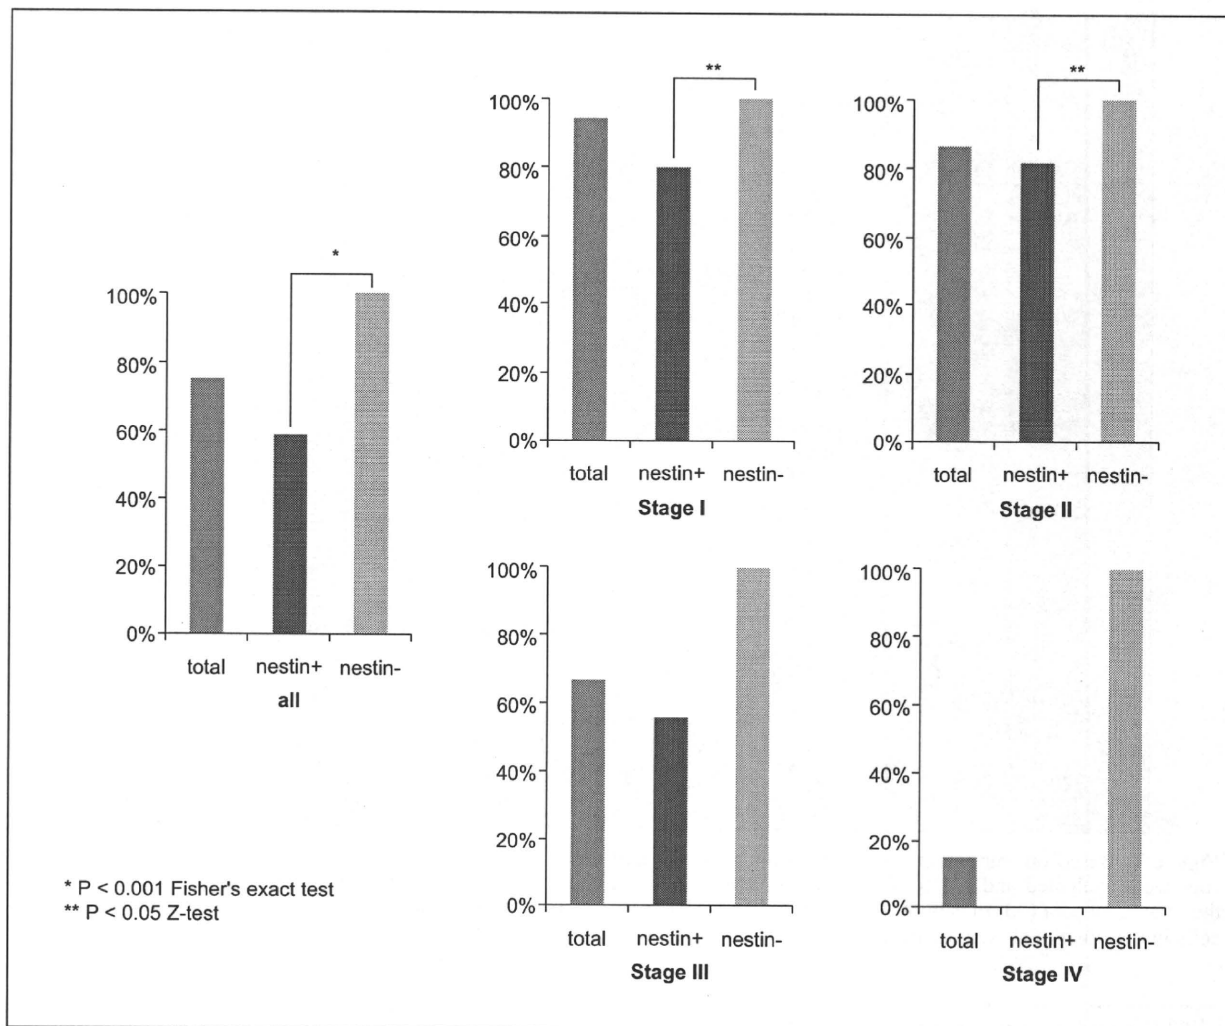 *
100%
80%
60%
40%
20%
0%
total nestin+ nestin-
all
**
100%
80%
60%
40%
20%
0%
total nestin+ nestin-
Stage I
**
100%
80%
60%
40%
20%
0%
total nestin+ nestin-
Stage II
100%
80%
60%
40%
20%
0%
total nestin+ nestin-
Stage III
100%
80%
60%
40%
20%
0%
total nestin+ nestin-
Stage IV
* P < 0.001 Fisher's exact test
** P < 0.05 Z-test